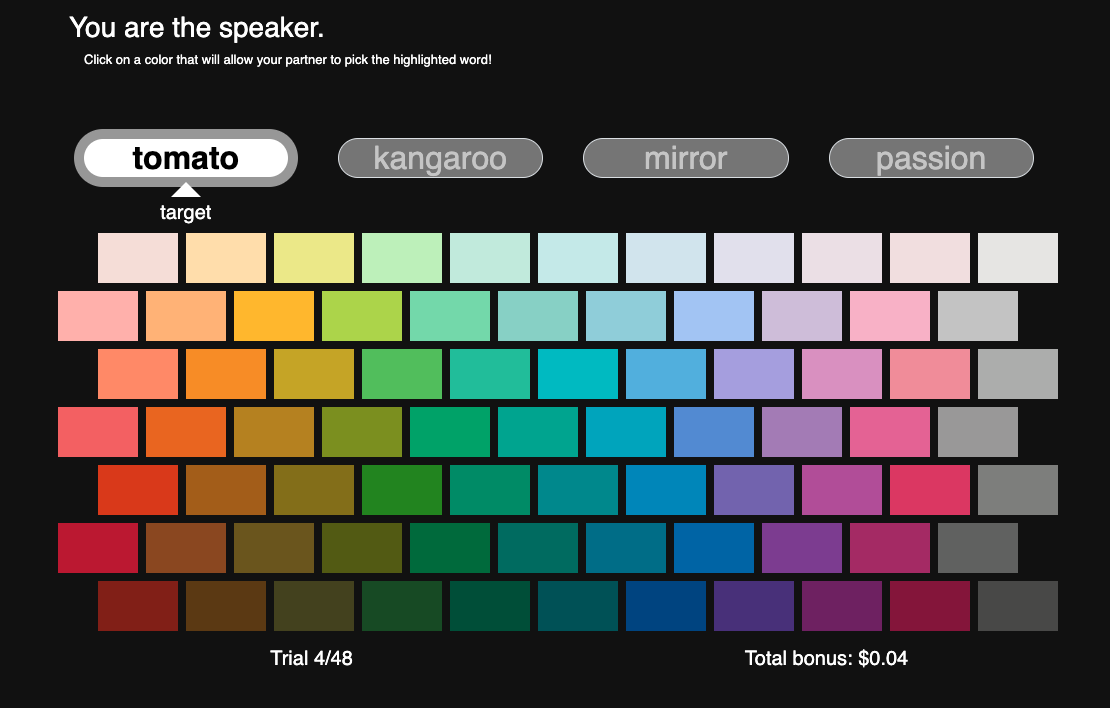 You are the speaker.
Click on a color that will allow your partner to pick the highlighted word!
tomato kangaroo mirror passion
target
Trial 4/48 Total bonus: $0.04